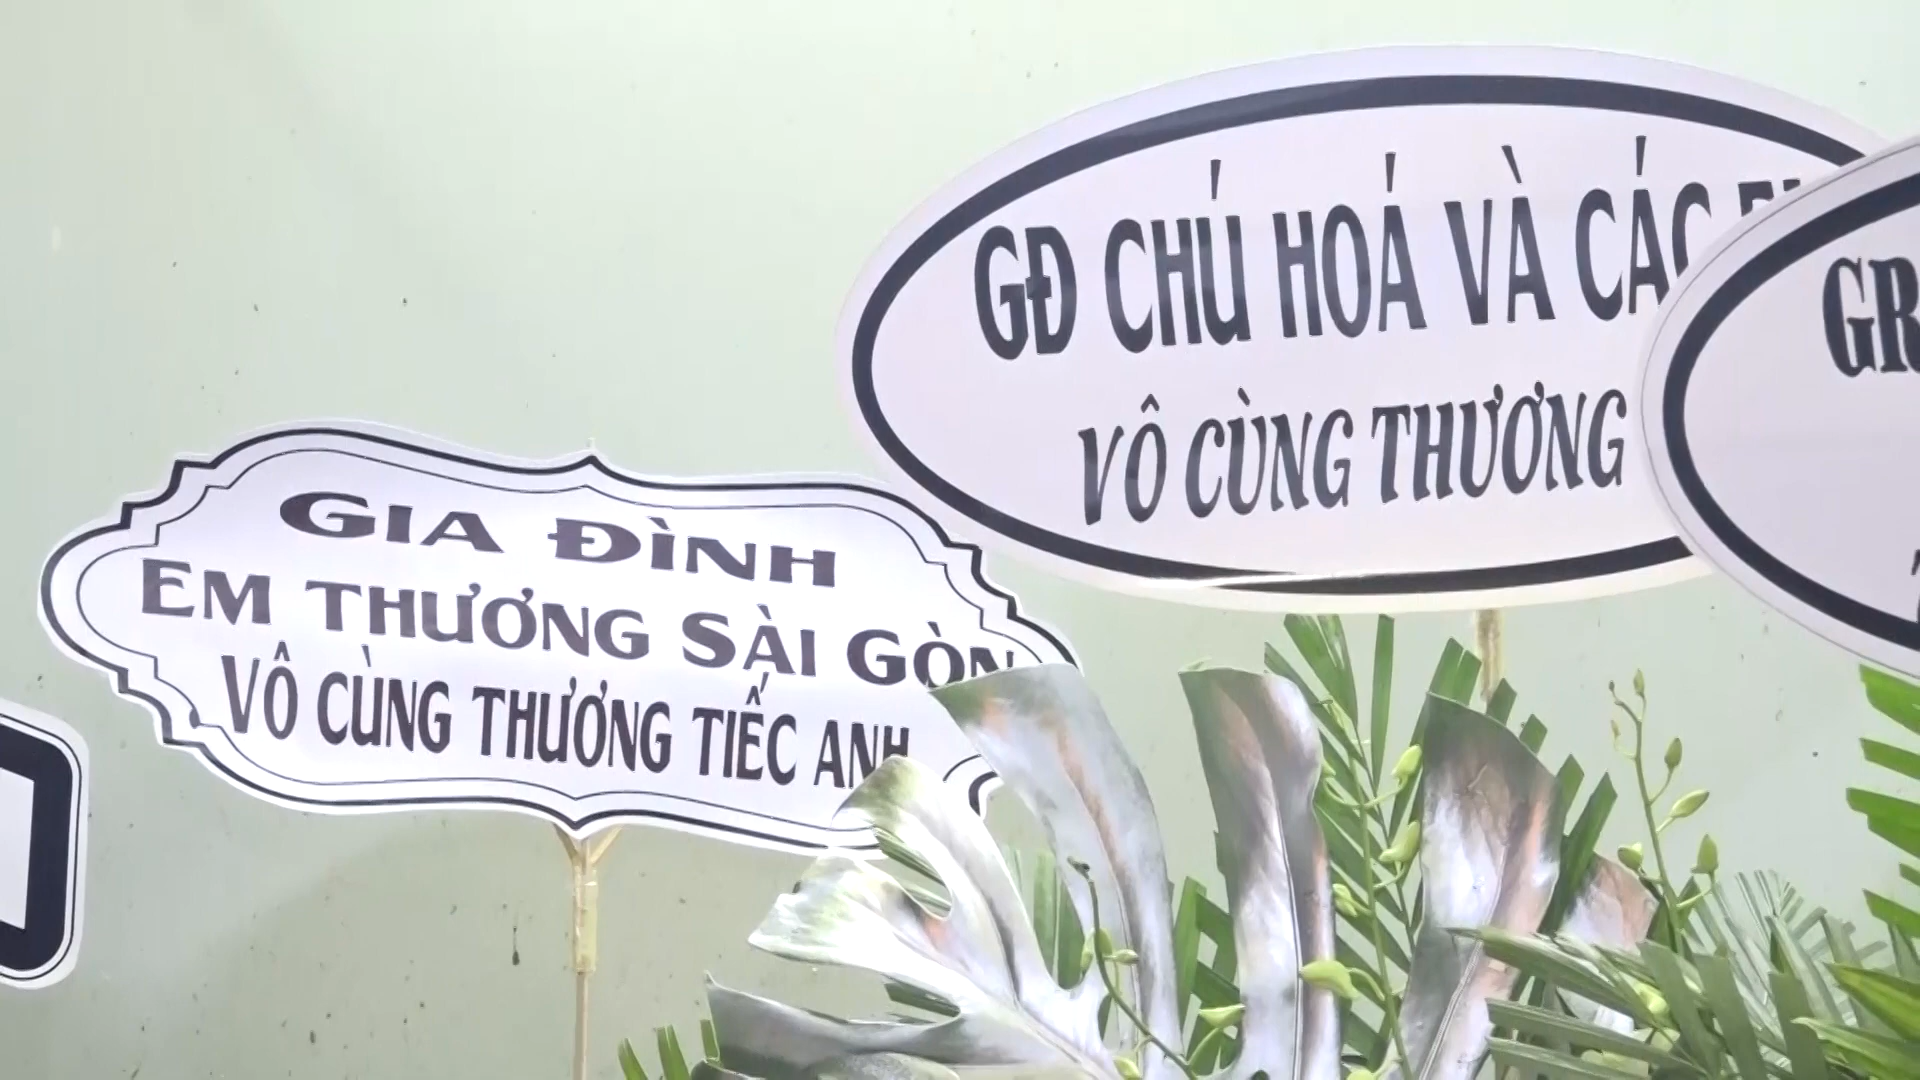 GĐ CHÚ HOÁ VÀ CÁC
VÔ CÙNG THƯƠNG
GR
GIA ĐÌNH
EM THƯƠNG SÀI GÒN
VÔ CÙNG THƯƠNG TIẾC ANH